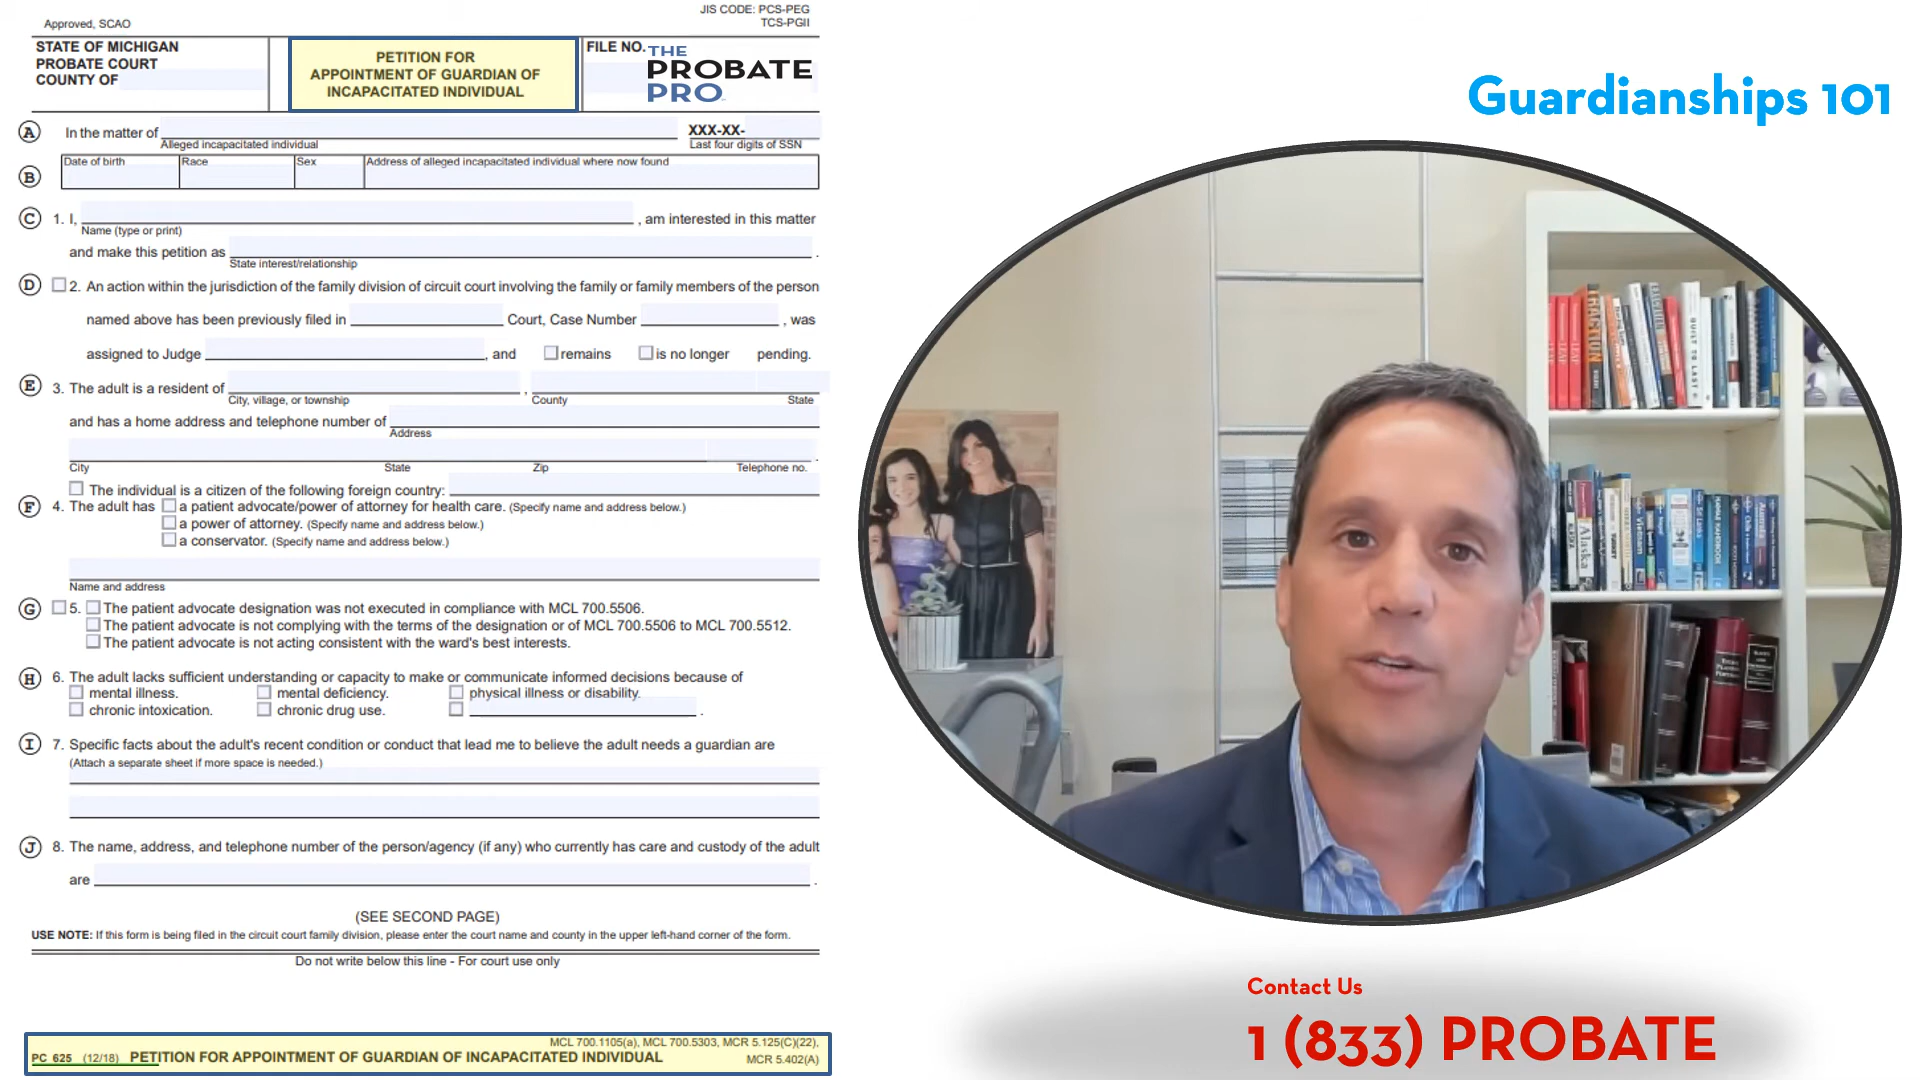 JIS CODE: PCS-PEG
Approved, SCAO
TCS-PGII
STATE OF MICHIGAN
PROBATE COURT
COUNTY OF
PETITION FOR
APPOINTMENT OF GUARDIAN OF
INCAPACITATED INDIVIDUAL
FILE NO.
THE
PROBATE
PRO
Guardianships 101
A In the matter of XXX-XX-
Alleged incapacitated individual Last four digits of SSN
B Date of birth Race Sex Address of alleged incapacitated individual where now found
C 1. I, , am interested in this matter
Name (type or print)
and make this petition as .
State interest/relationship
D 2. An action within the jurisdiction of the family division of circuit court involving the family or family members of the person
named above has been previously filed in Court, Case Number , was
assigned to Judge , and remains is no longer pending.
E 3. The adult is a resident of ,
City, village, or township County State
and has a home address and telephone number of
Address
.
City State Zip Telephone no.
The individual is a citizen of the following foreign country:
F 4. The adult has a patient advocate/power of attorney for health care. (Specify name and address below.)
a power of attorney. (Specify name and address below.)
a conservator. (Specify name and address below.)
Name and address
G 5. The patient advocate designation was not executed in compliance with MCL 700.5506.
The patient advocate is not complying with the terms of the designation or of MCL 700.5506 to MCL 700.5512.
The patient advocate is not acting consistent with the ward's best interests.
H 6. The adult lacks sufficient understanding or capacity to make or communicate informed decisions because of
mental illness. mental deficiency. physical illness or disability.
chronic intoxication. chronic drug use. .
I 7. Specific facts about the adult's recent condition or conduct that lead me to believe the adult needs a guardian are
(Attach a separate sheet if more space is needed.)
J 8. The name, address, and telephone number of the person/agency (if any) who currently has care and custody of the adult
are .
(SEE SECOND PAGE)
USE NOTE: If this form is being filed in the circuit court family division, please enter the court name and county in the upper left-hand corner of the form.
Do not write below this line - For court use only
MCL 700.1105(a), MCL 700.5303, MCR 5.125(C)(22),
PC 625 (12/18) PETITION FOR APPOINTMENT OF GUARDIAN OF INCAPACITATED INDIVIDUAL MCR 5.402(A)
TRACTION
BUILT TO LAST
Alaska
Vietnam
Sri Lanka
Contact Us
1 (833) PROBATE